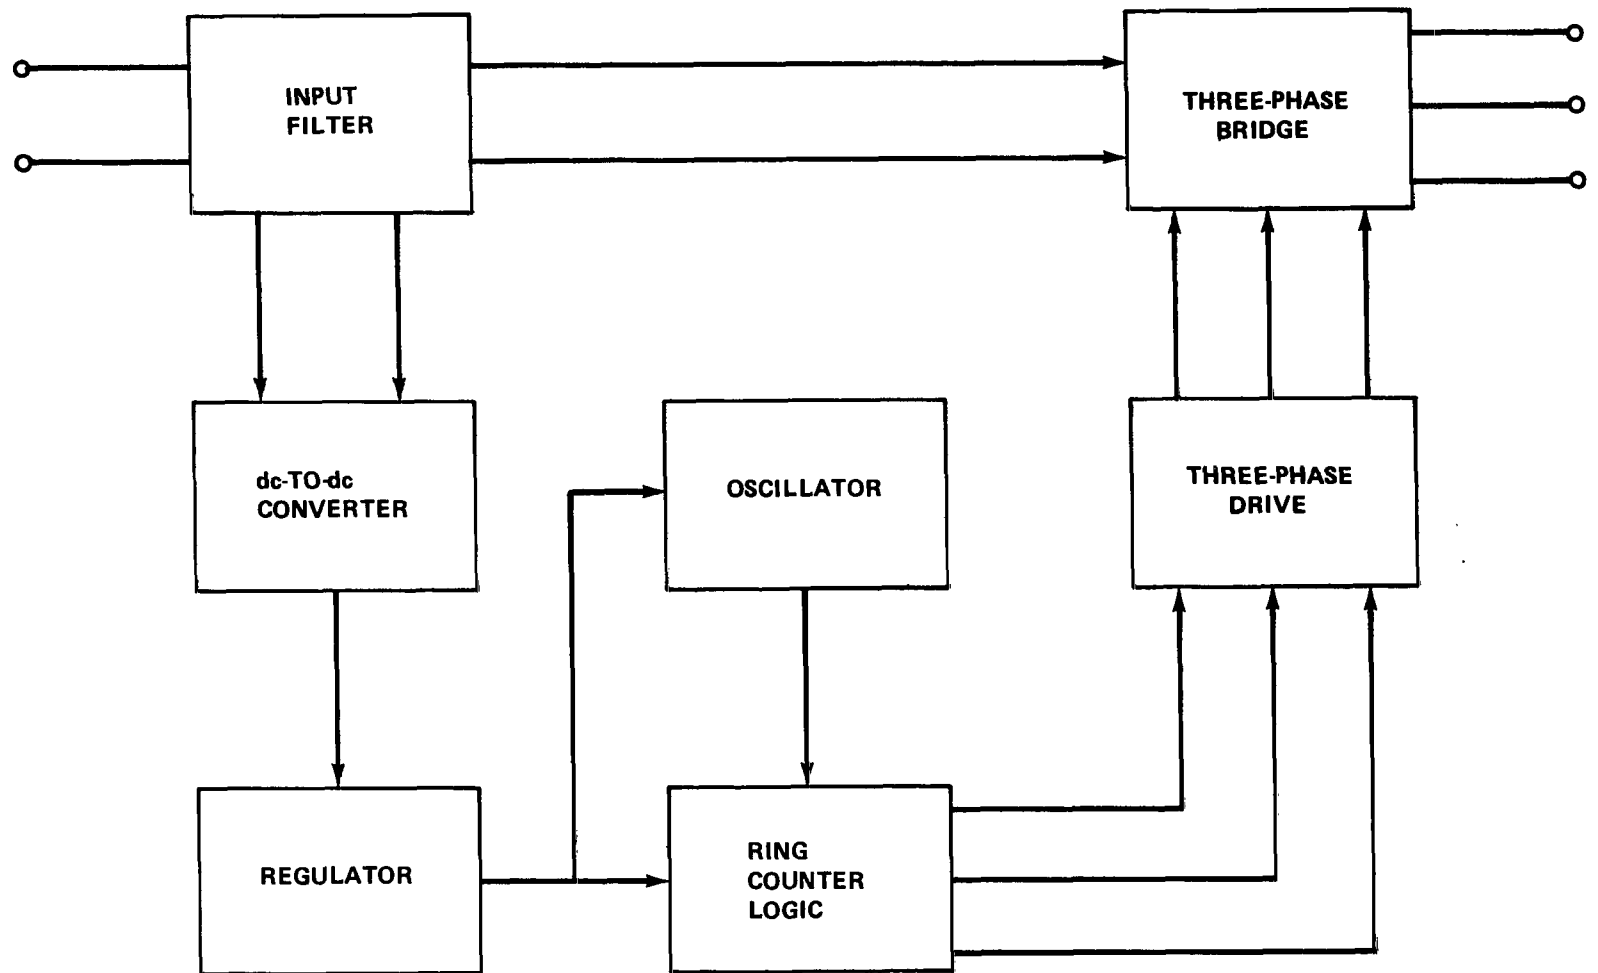 INPUT
FILTER
THREE-PHASE
BRIDGE
dc-TO-dc
CONVERTER
OSCILLATOR
THREE-PHASE
DRIVE
REGULATOR
RING
COUNTER
LOGIC